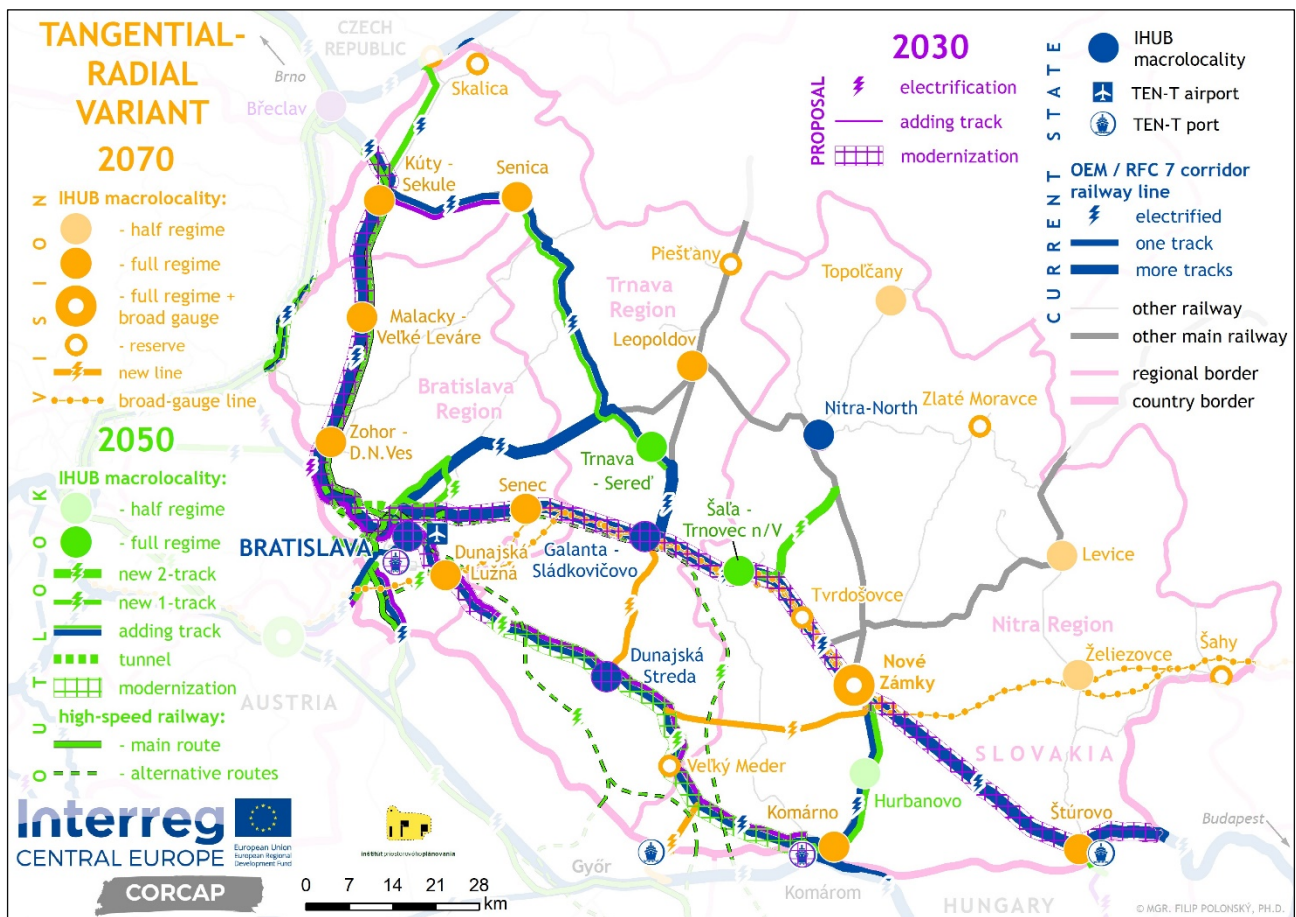 TANGENTIAL-
RADIAL
VARIANT
2070
VISION
IHUB macrolocality:
- half regime
- full regime
- full regime +
broad gauge
- reserve
new line
broad-gauge line
2050
OUTLOOK
IHUB macrolocality:
- half regime
- full regime
new 2-track
new 1-track
adding track
tunnel
modernization
high-speed railway:
- main route
- alternative routes
2030
PROPOSAL
electrification
adding track
modernization
CURRENT STATE
IHUB
macrolocality
TEN-T airport
TEN-T port
OEM / RFC 7 corridor
railway line
electrified
one track
more tracks
other railway
other main railway
regional border
country border
CZECH
REPUBLIC
Brno
Břeclav
Skalica
Kúty -
Sekule
Senica
Piešťany
Topoľčany
Trnava
Region
Malacky -
Veľké Leváre
Leopoldov
Bratislava
Region
Nitra-North
Zlaté Moravce
Zohor -
D.N.Ves
Trnava
- Sereď
Senec
Šaľa -
Trnovec n/V
BRATISLAVA
Dunajská
Lužná
Galanta -
Sládkovičovo
Levice
Tvrdošovce
Nitra Region
Dunajská
Streda
Nové
Zámky
Želiezovce
Šahy
AUSTRIA
SLOVAKIA
Veľký Meder
Hurbanovo
Komárno
Štúrovo
Budapest
Győr
Komárom
HUNGARY
Interreg
CENTRAL EUROPE
European Union
European Regional
Development Fund
CORCAP
inštitút priestorového plánovania
0 7 14 21 28
km
© MGR. FILIP POLONSKÝ, PH.D.